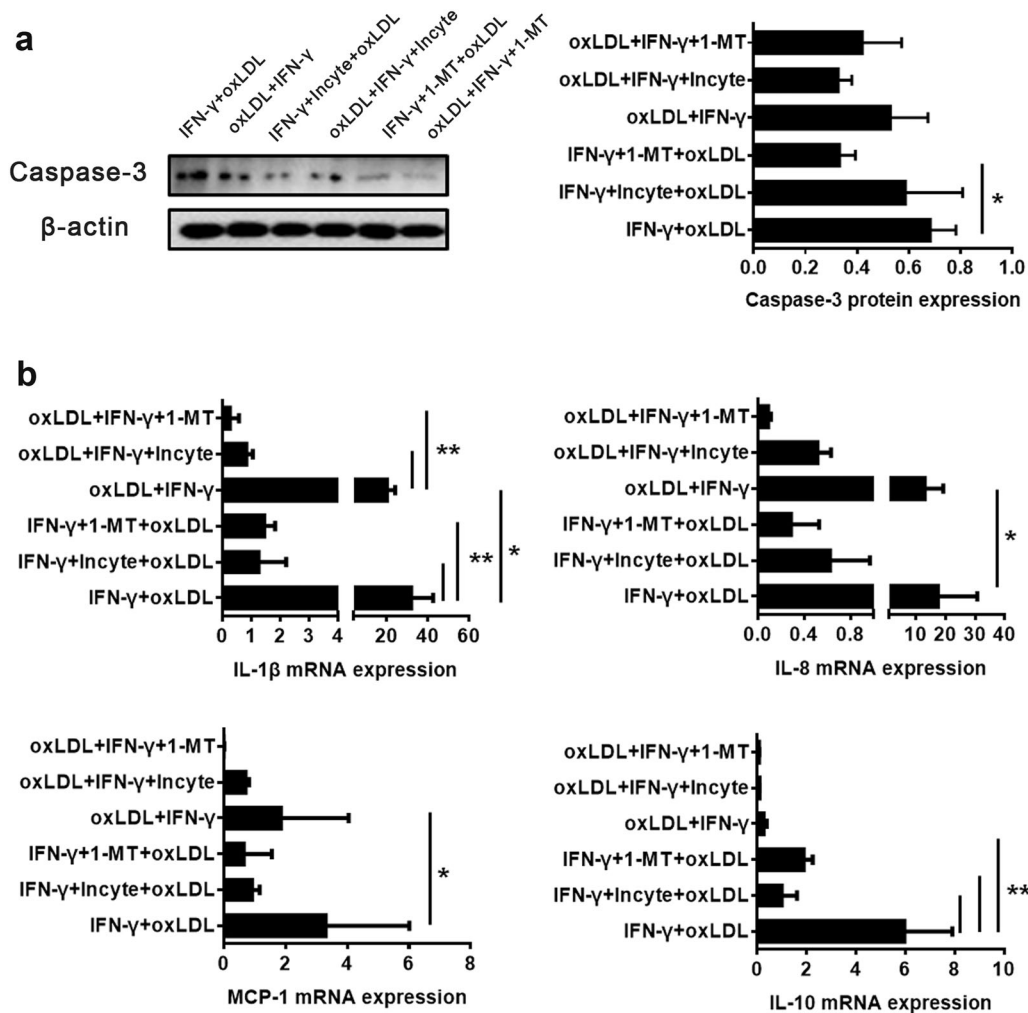 a
IFN-γ+oxLDL
oxLDL+IFN-γ
IFN-γ+Incyte+oxLDL
oxLDL+IFN-γ+Incyte
IFN-γ+1-MT+oxLDL
oxLDL+IFN-γ+1-MT
Caspase-3
β-actin
oxLDL+IFN-γ+1-MT
oxLDL+IFN-γ+Incyte
oxLDL+IFN-γ
IFN-γ+1-MT+oxLDL
IFN-γ+Incyte+oxLDL
IFN-γ+oxLDL
*
0.0 0.2 0.4 0.6 0.8 1.0
Caspase-3 protein expression
b
oxLDL+IFN-γ+1-MT
oxLDL+IFN-γ+Incyte
oxLDL+IFN-γ
IFN-γ+1-MT+oxLDL
IFN-γ+Incyte+oxLDL
IFN-γ+oxLDL
**
** *
0 1 2 3 4 20 40 60
IL-1β mRNA expression
oxLDL+IFN-γ+1-MT
oxLDL+IFN-γ+Incyte
oxLDL+IFN-γ
IFN-γ+1-MT+oxLDL
IFN-γ+Incyte+oxLDL
IFN-γ+oxLDL
*
0.0 0.4 0.8 10 20 30 40
IL-8 mRNA expression
oxLDL+IFN-γ+1-MT
oxLDL+IFN-γ+Incyte
oxLDL+IFN-γ
IFN-γ+1-MT+oxLDL
IFN-γ+Incyte+oxLDL
IFN-γ+oxLDL
*
0 2 4 6 8
MCP-1 mRNA expression
oxLDL+IFN-γ+1-MT
oxLDL+IFN-γ+Incyte
oxLDL+IFN-γ
IFN-γ+1-MT+oxLDL
IFN-γ+Incyte+oxLDL
IFN-γ+oxLDL
**
0 2 4 6 8 10
IL-10 mRNA expression